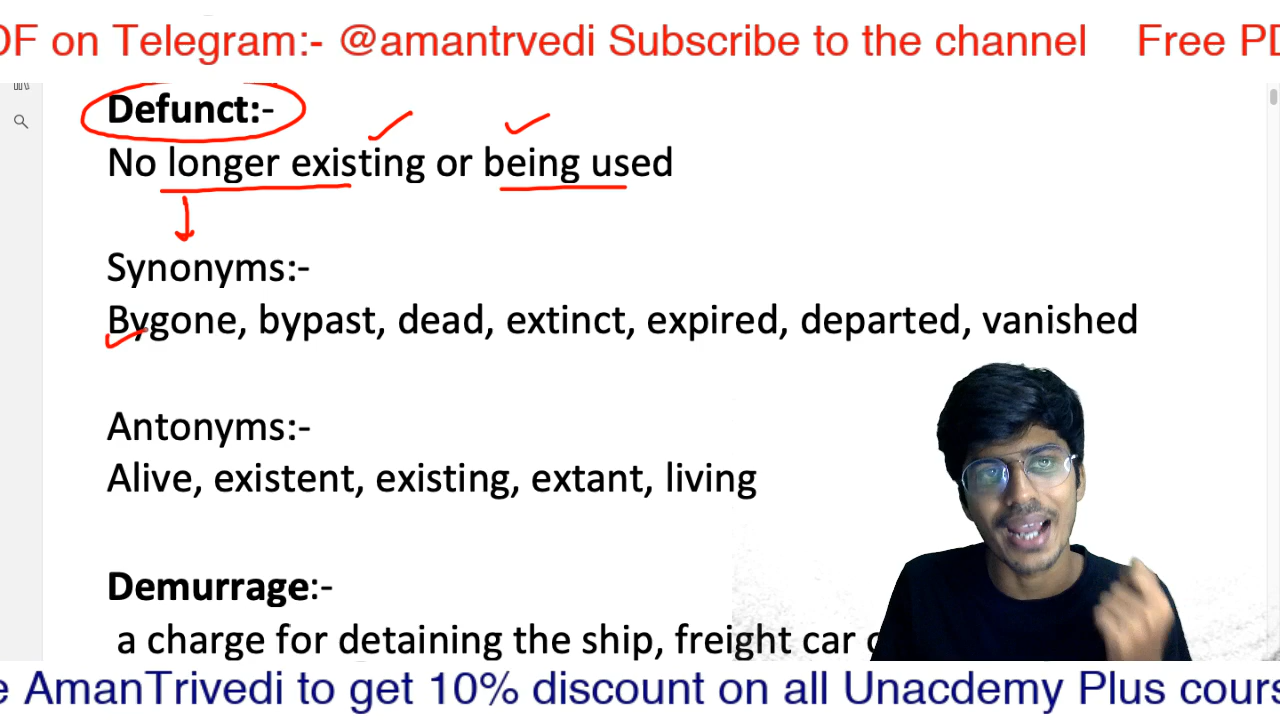 DF on Telegram:- @amantrvedi Subscribe to the channel Free PD
Defunct:-
No longer existing or being used
Synonyms:-
Bygone, bypast, dead, extinct, expired, departed, vanished
Antonyms:-
Alive, existent, existing, extant, living
Demurrage:-
a charge for detaining the ship, freight car
e AmanTrivedi to get 10% discount on all Unacdemy Plus cours